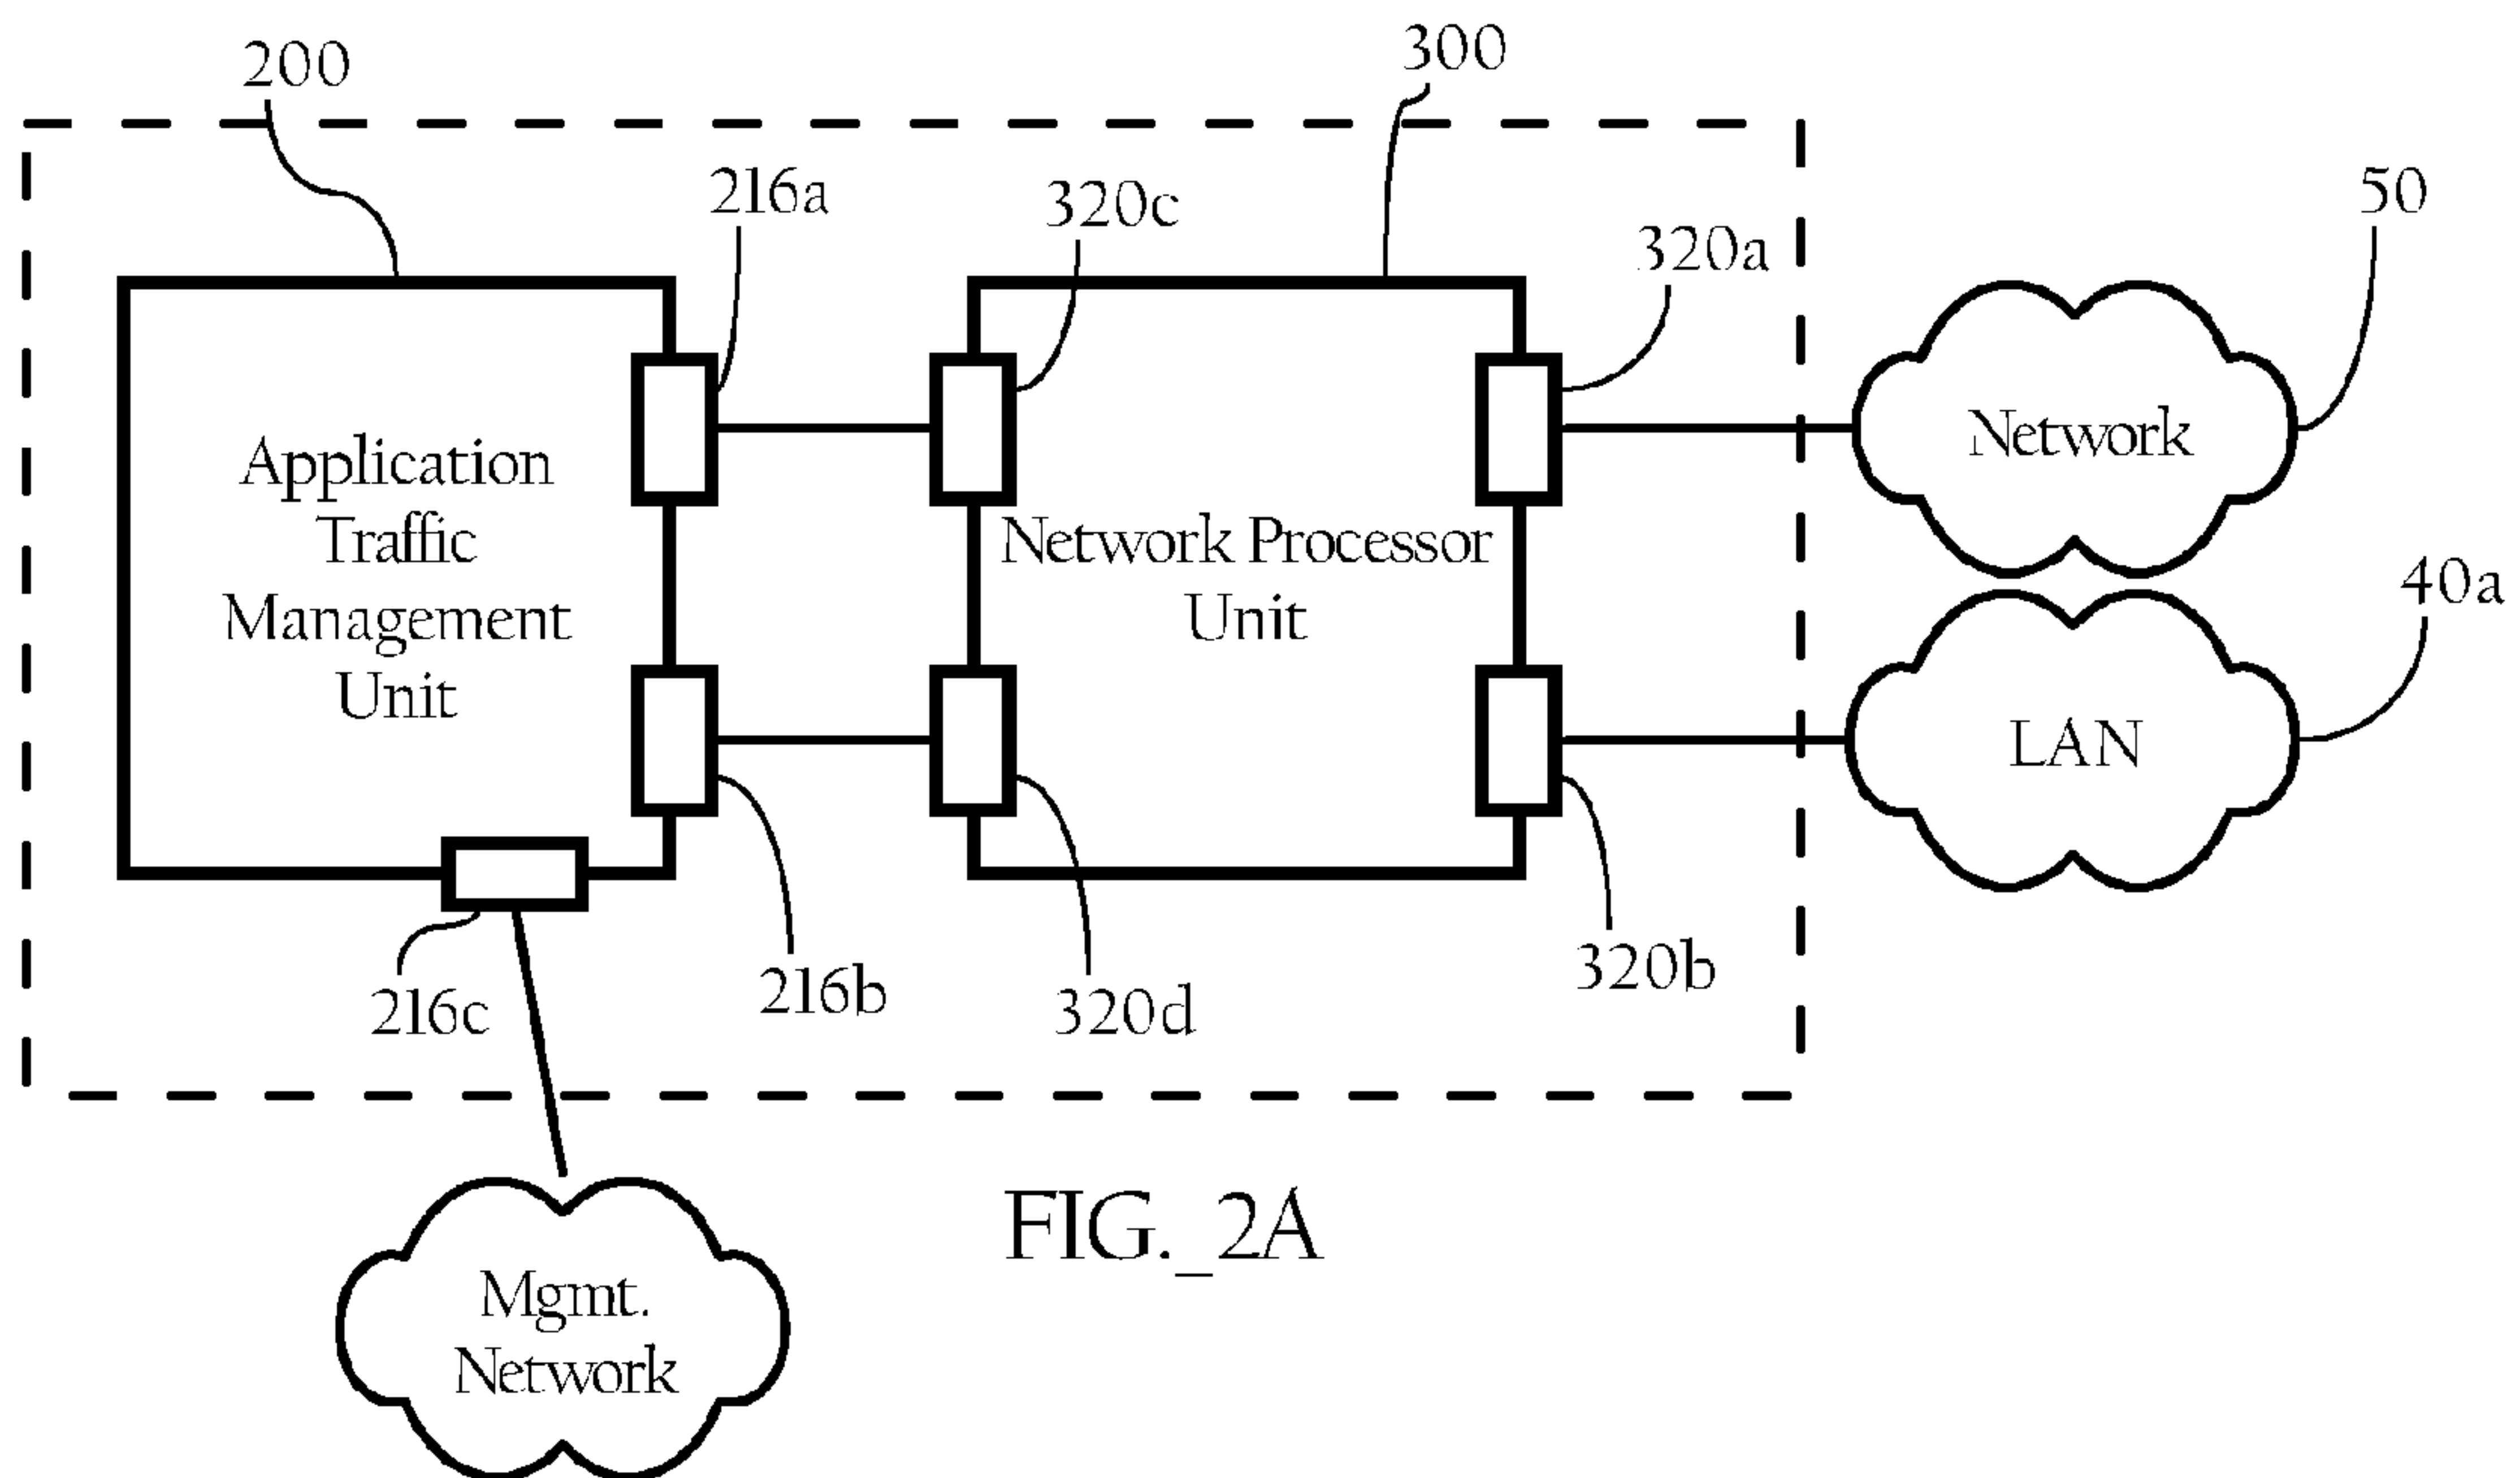 200
300
216a
320c
320a
50
Application
Traffic
Management
Unit
Network Processor
Unit
Network
40a
LAN
216c
216b
320d
320b
FIG._2A
Mgmt.
Network